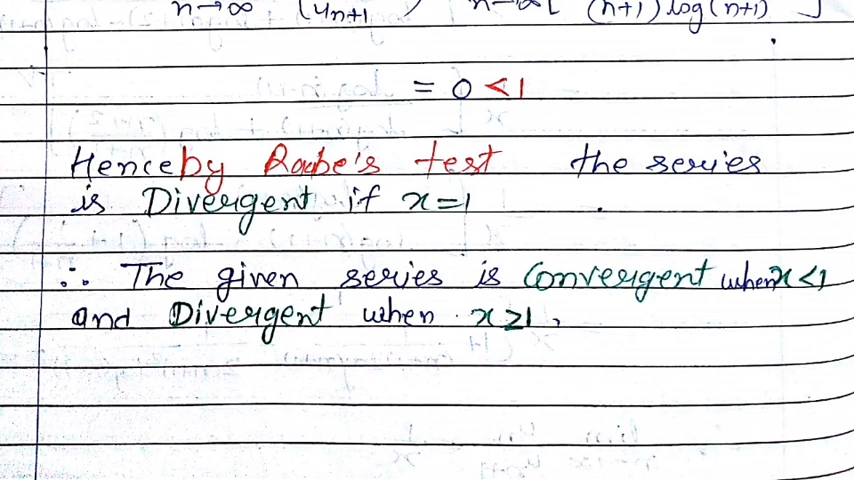 n→∞ (u_{n+1} ) n→∞ [ (n+1) log(n+1) ]
= 0 < 1
Hence by Raabe's test the series
is Divergent if x=1
∴ The given series is Convergent when x<1
and Divergent when x≥1,